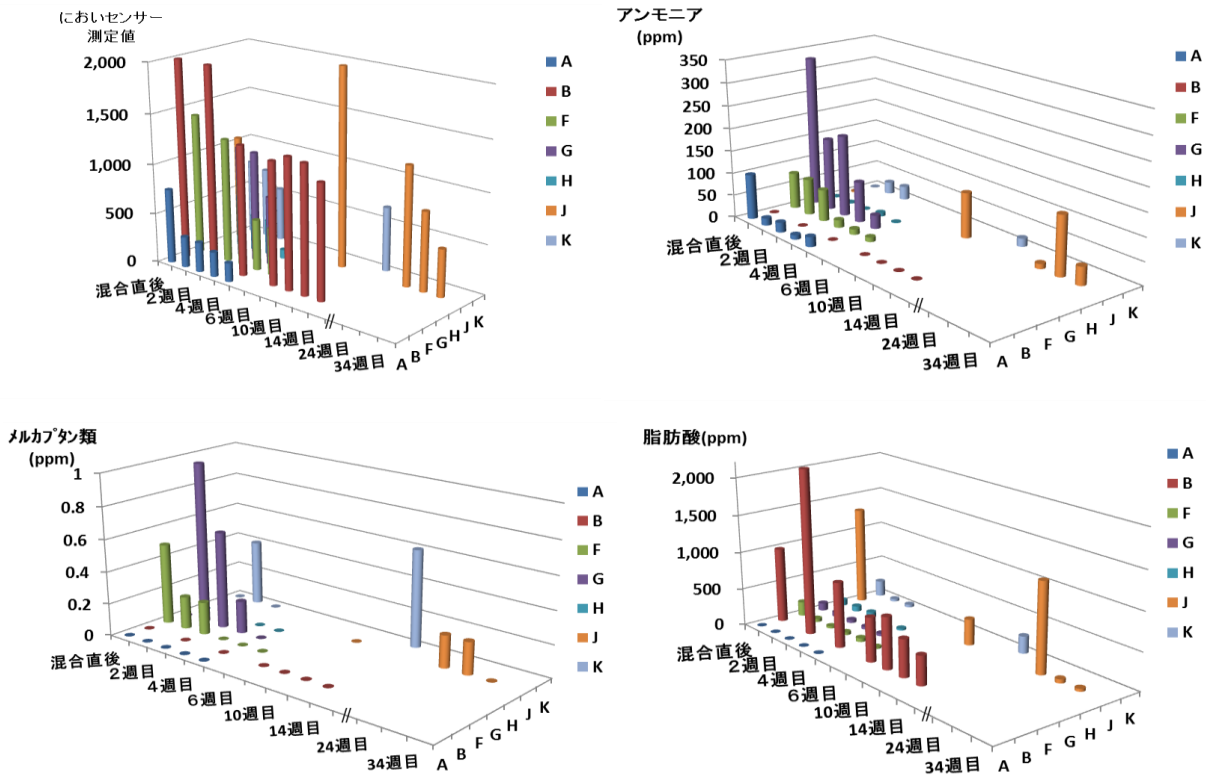 においセンサー
測定値
2,000
1,500
1,000
500
0
混合直後
2週目
4週目
6週目
10週目
14週目
//
24週目
34週目
A
B
F
G
H
J
K
A
B
F
G
H
J
K
アンモニア
(ppm)
350
300
250
200
150
100
50
0
混合直後
2週目
4週目
6週目
10週目
14週目
//
24週目
34週目
A
B
F
G
H
J
K
A
B
F
G
H
J
K
ﾒﾙｶﾌﾟﾀﾝ類
(ppm)
1
0.8
0.6
0.4
0.2
0
混合直後
2週目
4週目
6週目
10週目
14週目
//
24週目
34週目
A
B
F
G
H
J
K
A
B
F
G
H
J
K
脂肪酸(ppm)
2,000
1,500
1,000
500
0
混合直後
2週目
4週目
6週目
10週目
14週目
//
24週目
34週目
A
B
F
G
H
J
K
A
B
F
G
H
J
K